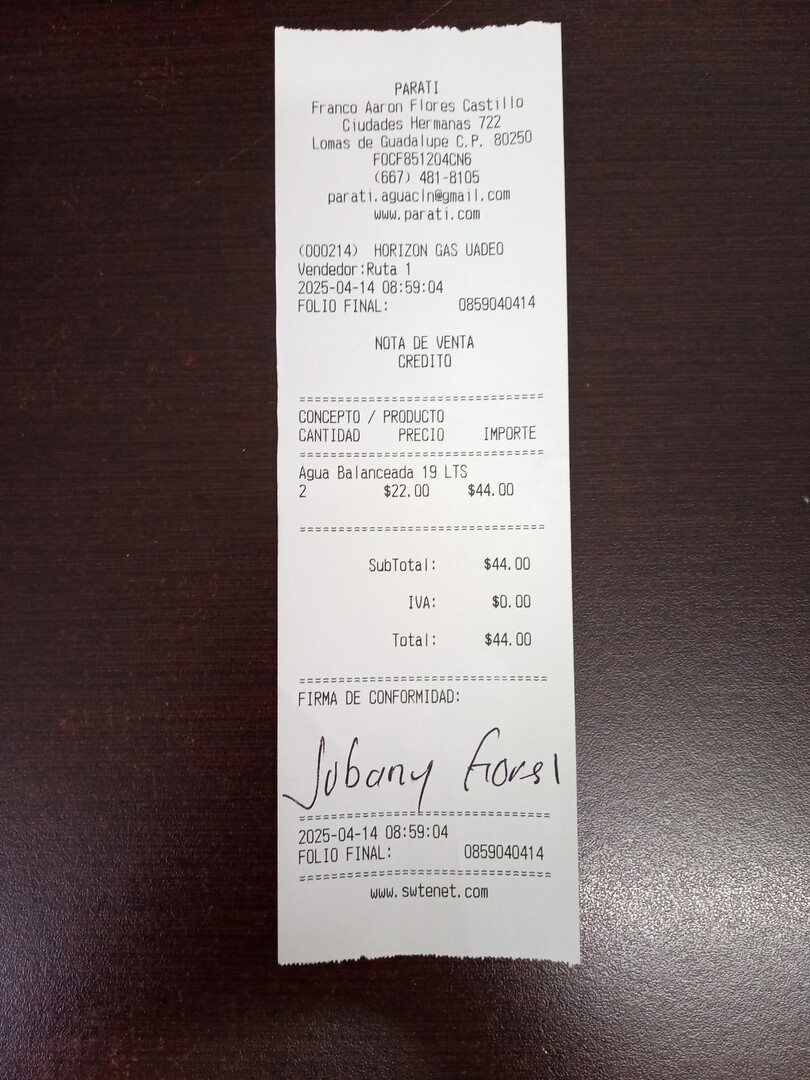 PARATI
Franco Aaron Flores Castillo
Ciudades Hermanas 722
Lomas de Guadalupe C.P. 80250
FOCF851204CN6
(667) 481-8105
parati.aguacln@gmail.com
www.parati.com
(000214) HORIZON GAS UADEO
Vendedor:Ruta 1
2025-04-14 08:59:04
FOLIO FINAL: 0859040414
NOTA DE VENTA
CREDITO
==============================
CONCEPTO / PRODUCTO
CANTIDAD PRECIO IMPORTE
==============================
Agua Balanceada 19 LTS
2 $22.00 $44.00
==============================
SubTotal: $44.00
IVA: $0.00
Total: $44.00
==============================
FIRMA DE CONFORMIDAD:
Jubany
==============================
2025-04-14 08:59:04
FOLIO FINAL: 0859040414
==============================
www.swtenet.com